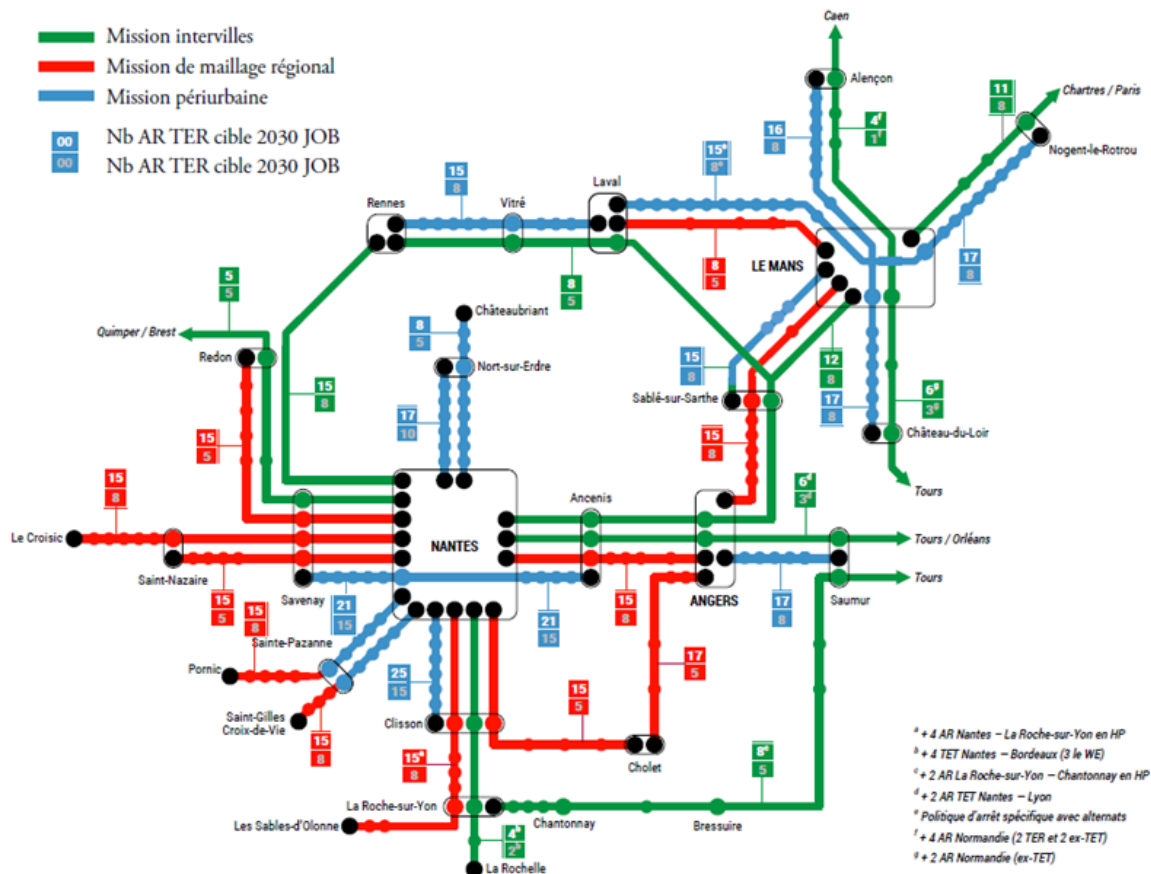 Mission intervilles
Mission de maillage régional
Mission périurbaine
00
00
Nb AR TER cible 2030 JOB
Nb AR TER cible 2030 JOB
Caen
Alençon
16
8
4ᶠ
1ᶠ
11
8
Chartres / Paris
Nogent-le-Rotrou
15
8
Vitré
Laval
15ᵉ
8ᵉ
Rennes
LE MANS
17
8
8
5
8
5
5
5
Quimper / Brest
Redon
Châteaubriant
8
5
Nort-sur-Erdre
15
8
17
10
15
8
Sablé-sur-Sarthe
12
8
17
8
6ᵍ
3ᵍ
Château-du-Loir
15
5
15
8
Tours
15
8
Le Croisic
Saint-Nazaire
NANTES
Ancenis
6ᵈ
3ᵈ
Tours / Orléans
Tours
15
5
Savenay
21
15
21
15
15
8
ANGERS
17
8
Saumur
15
8
Sainte-Pazanne
Pornic
Saint-Gilles
Croix-de-Vie
15
8
25
15
Clisson
15
5
17
5
Cholet
15ᵃ
8
8ᶜ
5
La Roche-sur-Yon
Chantonnay
Bressuire
Les Sables-d'Olonne
4ᵇ
2ᵇ
La Rochelle
ᵃ + 4 AR Nantes – La Roche-sur-Yon en HP
ᵇ + 4 TET Nantes – Bordeaux (3 le WE)
ᶜ + 2 AR La Roche-sur-Yon – Chantonnay en HP
ᵈ + 2 AR TET Nantes – Lyon
ᵉ Politique d'arrêt spécifique avec alternats
ᶠ + 4 AR Normandie (2 TER et 2 ex-TET)
ᵍ + 2 AR Normandie (ex-TET)